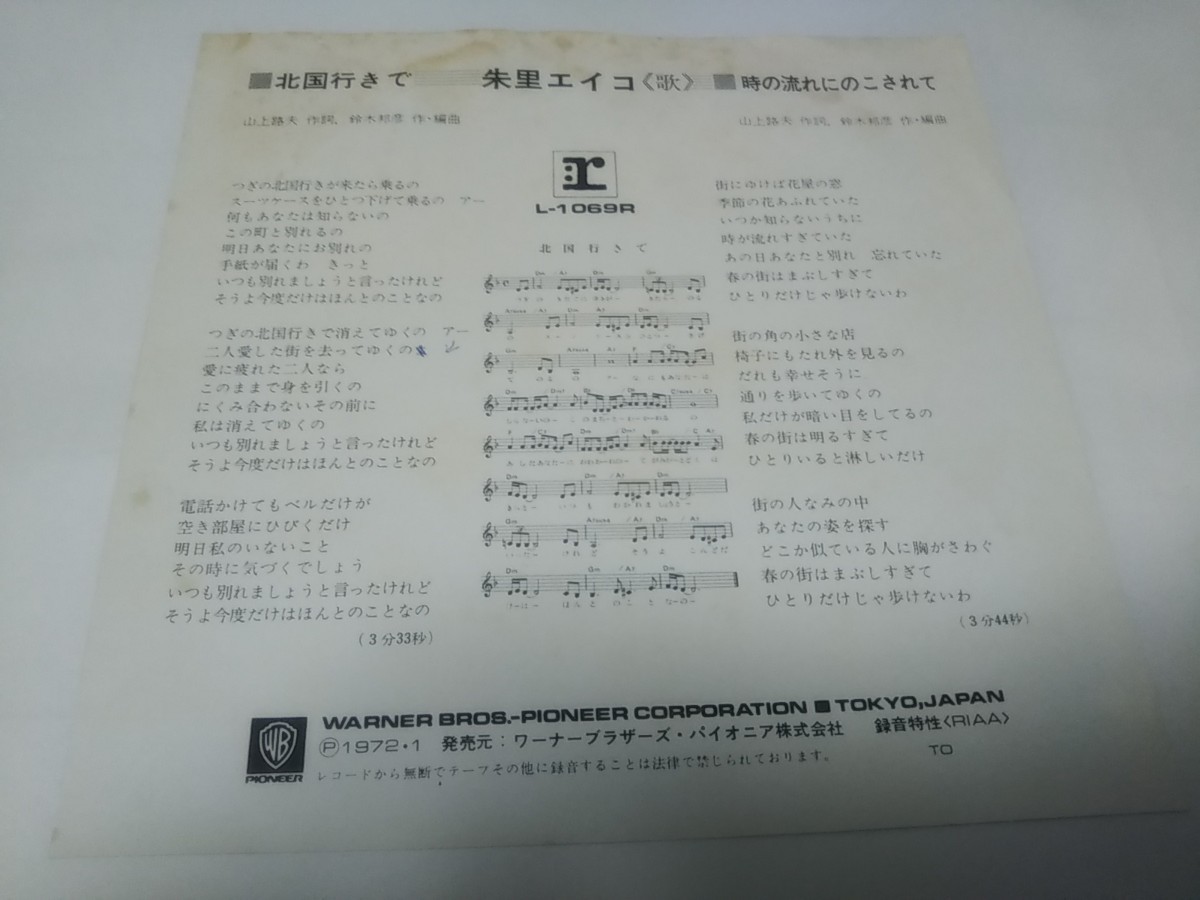 ■北国行きで 朱里エイコ《歌》 ■時の流れにのこされて
山上路夫 作詞、鈴木邦彦 作・編曲
山上路夫 作詞、鈴木邦彦 作・編曲
つぎの北国行きが来たら乗るの
スーツケースをひとつ下げて乗るの アー
何もあなたは知らないの
この町と別れるの
明日あなたにお別れの
手紙が届くわ きっと
いつも別れましょうと言ったけれど
そうよ今度だけはほんとのことなの
つぎの北国行きで消えてゆくの アー
二人愛した街を去ってゆくの
愛に疲れた二人なら
このままで身を引くの
にくみ合わないその前に
私は消えてゆくの
いつも別れましょうと言ったけれど
そうよ今度だけはほんとのことなの
電話かけてもベルだけが
空き部屋にひびくだけ
明日私のいないこと
その時に気づくでしょう
いつも別れましょうと言ったけれど
そうよ今度だけはほんとのことなの
(3分33秒)
r
L-1069R
北国行きで
街にゆけば花屋の窓
季節の花あふれていた
いつか知らないうちに
時が流れすぎていた
あの日あなたと別れ 忘れていた
春の街はまぶしすぎて
ひとりだけじゃ歩けないわ
街の角の小さな店
椅子にもたれ外を見るの
だれも幸せそうに
通りを歩いてゆくの
私だけが暗い目をしてるの
春の街は明るすぎて
ひとりいると淋しいだけ
街の人なみの中
あなたの姿を探す
どこか似ている人に胸がさわぐ
春の街はまぶしすぎて
ひとりだけじゃ歩けないわ
(3分44秒)
WB
PIONEER
WARNER BROS.-PIONEER CORPORATION ■ TOKYO,JAPAN
Ⓟ1972・1 発売元：ワーナーブラザーズ・パイオニア株式会社 録音特性〈RIAA〉
レコードから無断でテープその他に録音することは法律で禁じられております。
TO